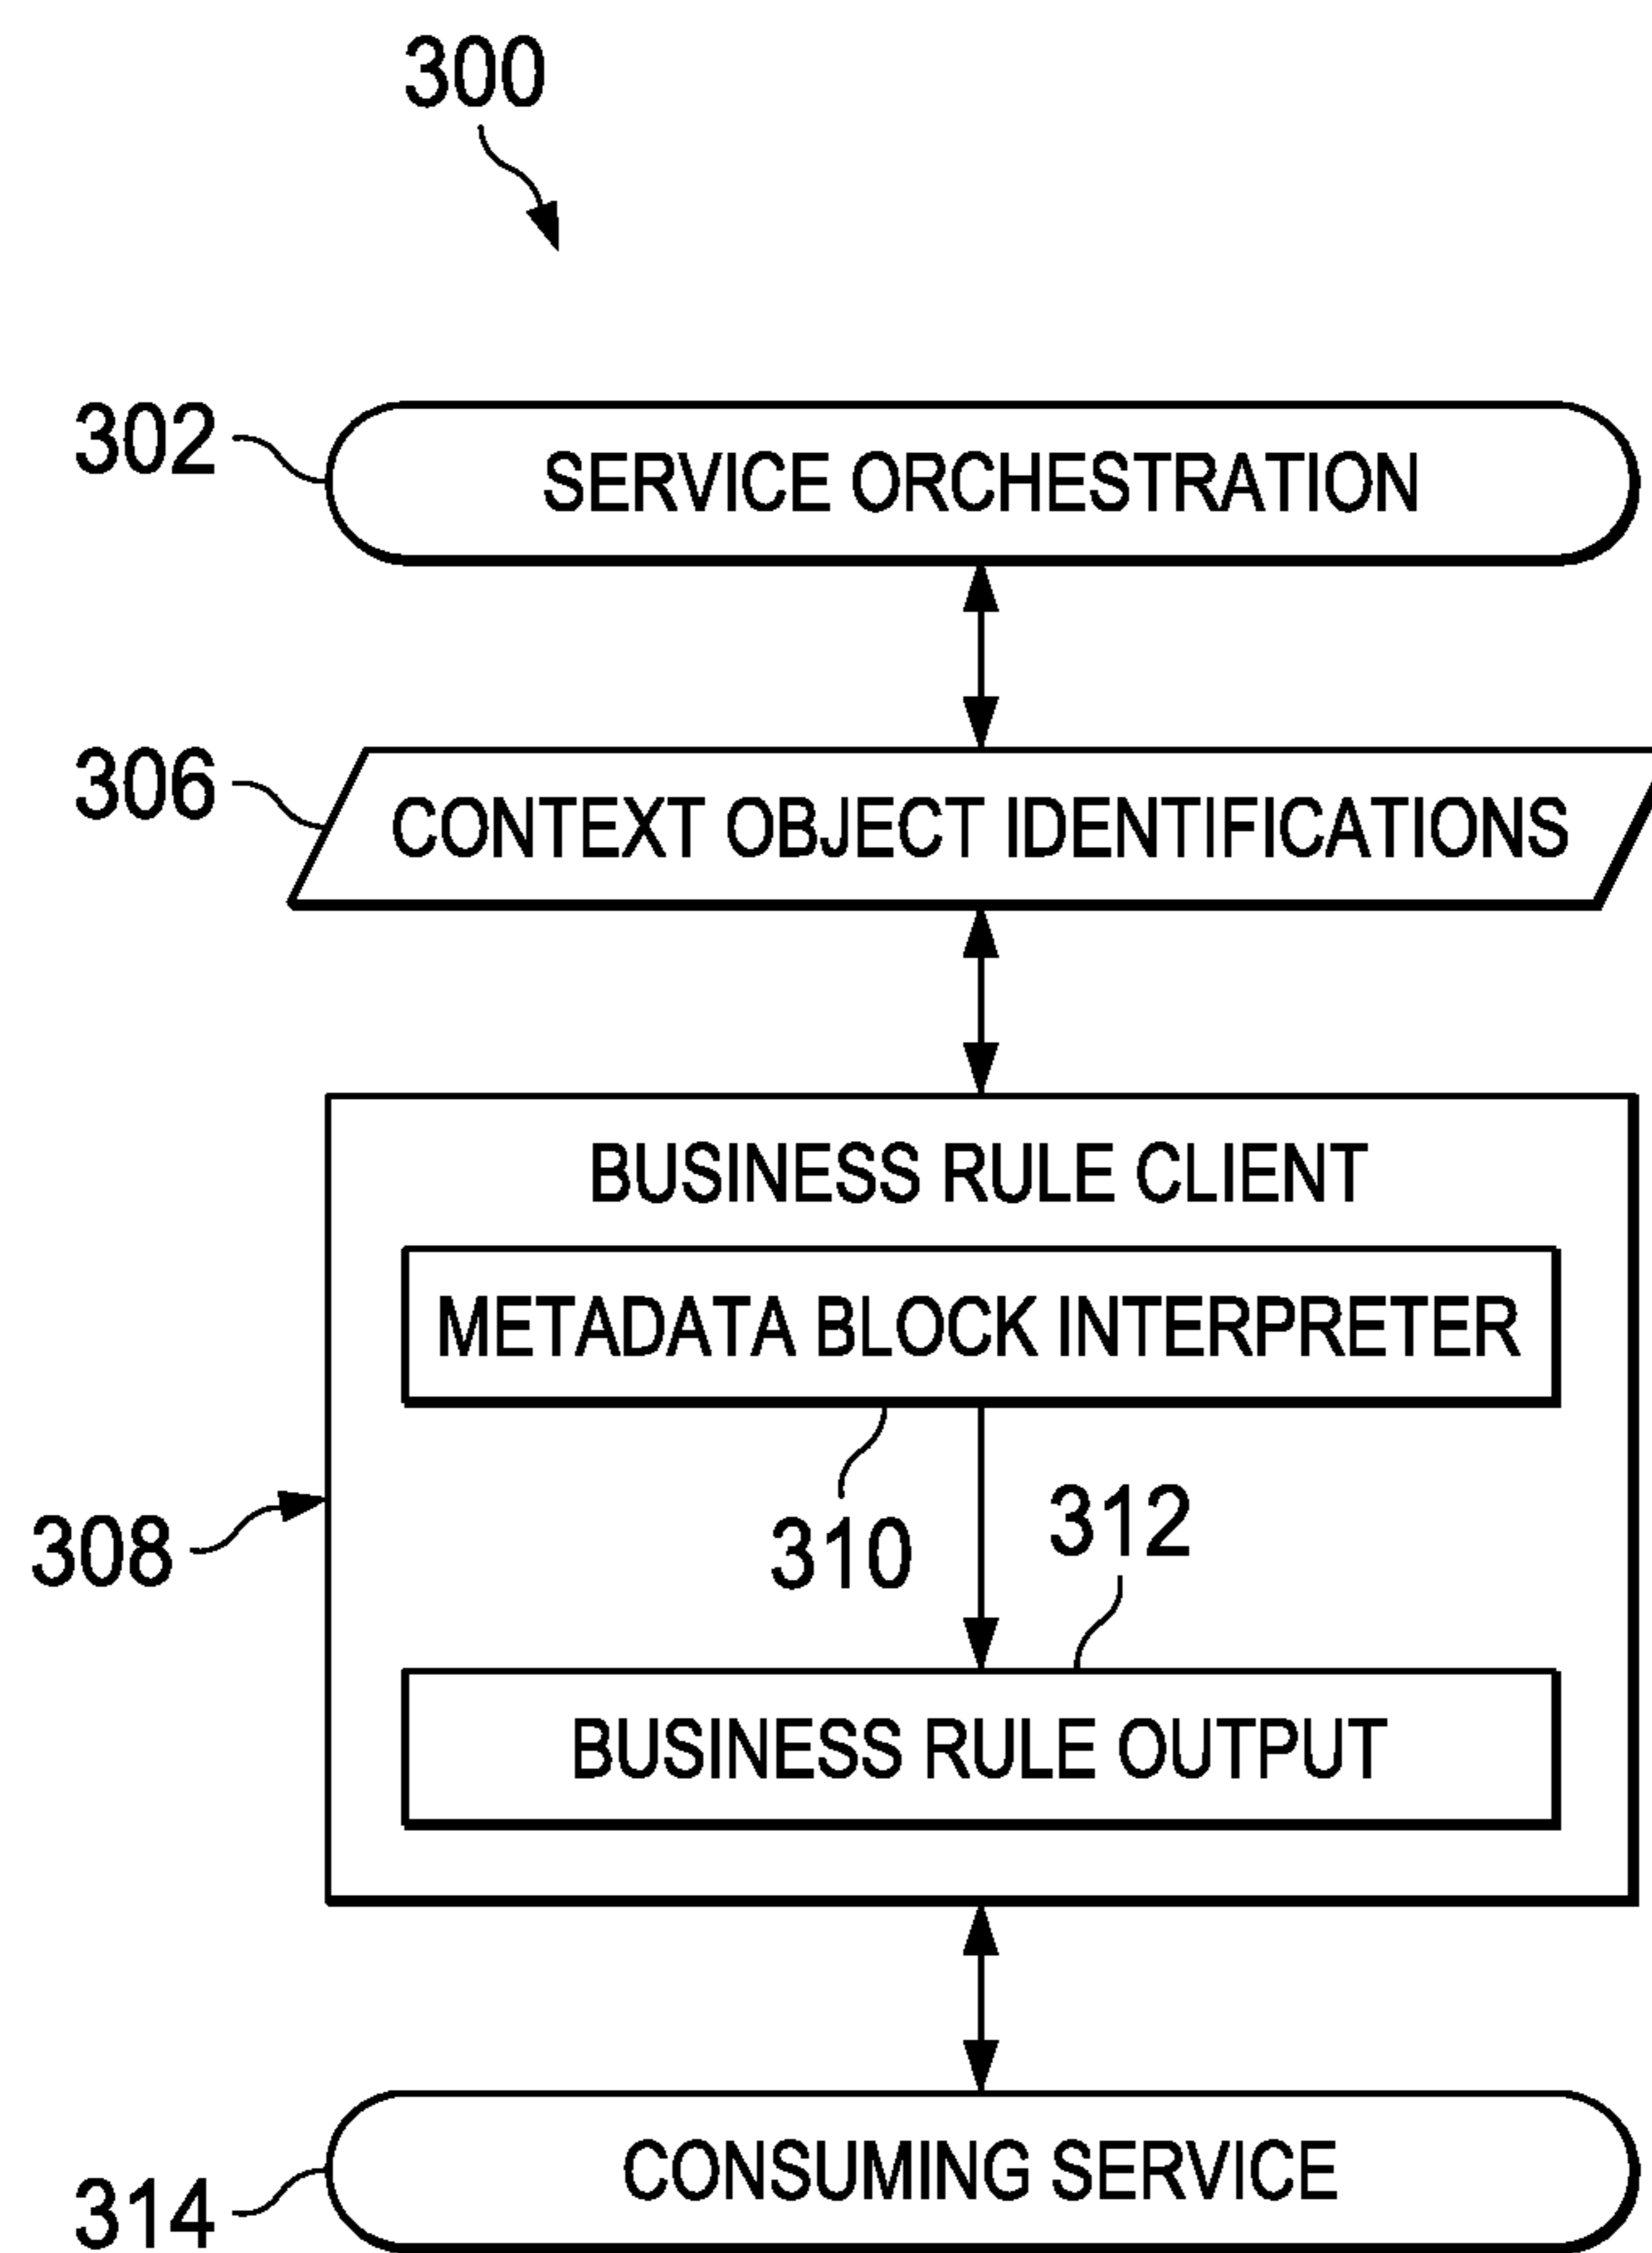 300
302
SERVICE ORCHESTRATION
306
CONTEXT OBJECT IDENTIFICATIONS
BUSINESS RULE CLIENT
METADATA BLOCK INTERPRETER
308
310
312
BUSINESS RULE OUTPUT
314
CONSUMING SERVICE